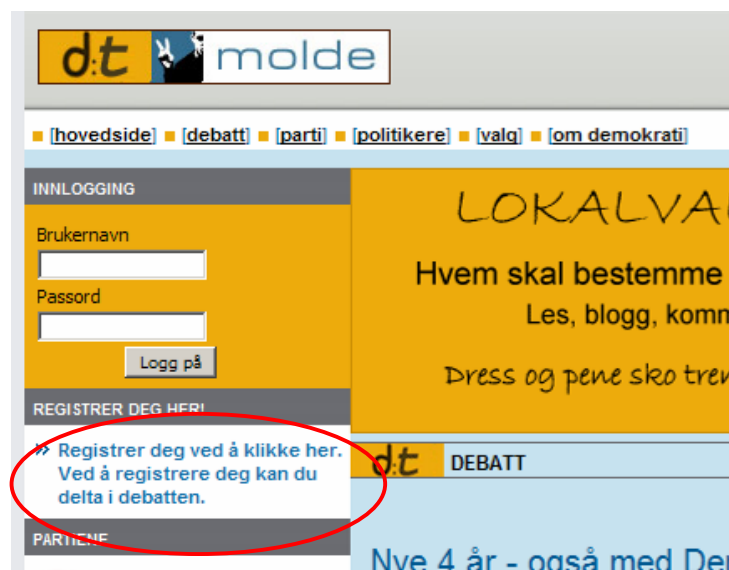 d:t molde
[hovedside] [debatt] [parti] [politikere] [valg] [om demokrati]
INNLOGGING
Brukernavn
Passord
Logg på
REGISTRER DEG HER!
» Registrer deg ved å klikke her.
Ved å registrere deg kan du
delta i debatten.
PARTIENE
LOKALVA
Hvem skal bestemme
Les, blogg, komm
Dress og pene sko tren
d:t DEBATT
Nye 4 år - også med De